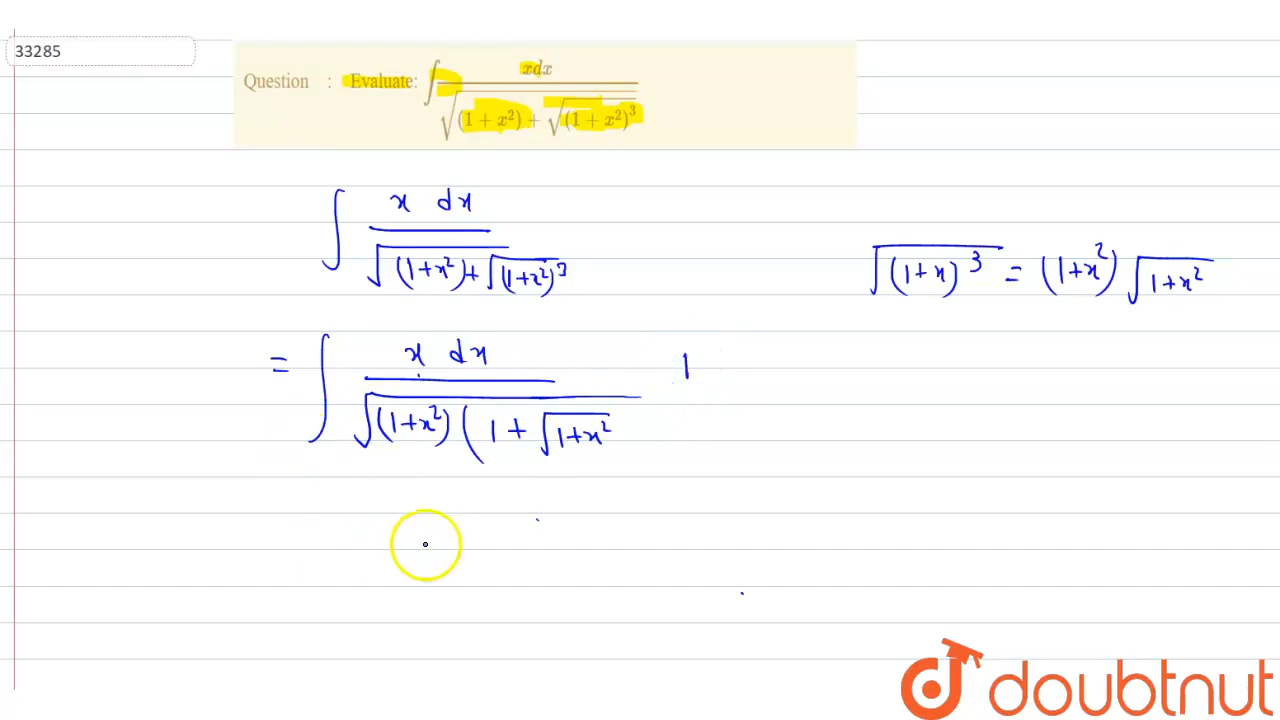 33285
Question : Evaluate: ∫ xdx / √((1 + x²) + √((1 + x²)³))
∫ x dx / √((1+x²)+√(1+x²)³)
√((1+x)³) = (1+x²) √(1+x²)
= ∫ x dx / √((1+x²) (1 + √(1+x²) 1
doubtnut